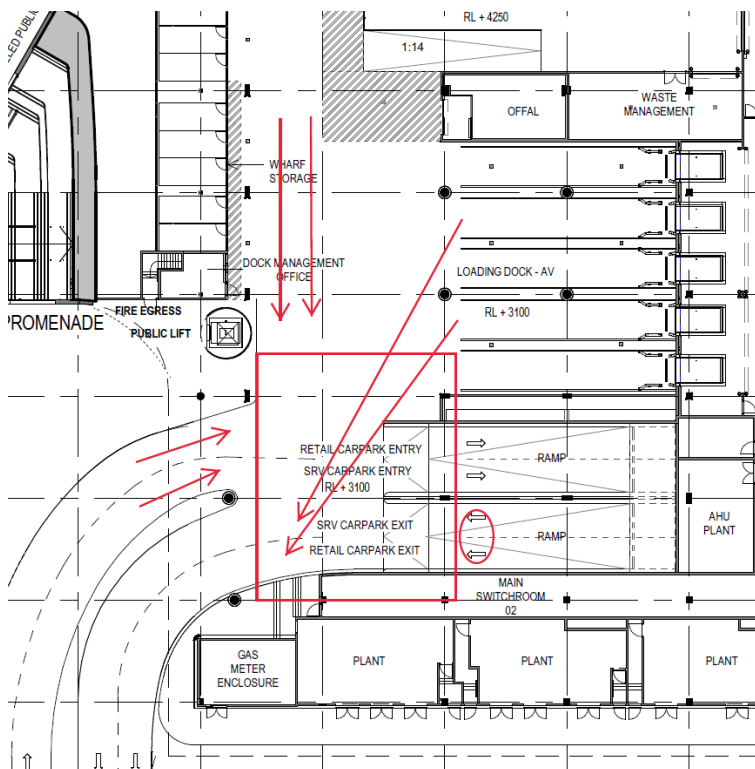 RL + 4250
1:14
OFFAL
WASTE
MANAGEMENT
WHARF
STORAGE
DOCK MANAGEMENT
OFFICE
LOADING DOCK - AV
RL + 3100
FIRE EGRESS
PROMENADE
PUBLIC LIFT
RETAIL CARPARK ENTRY
SRV CARPARK ENTRY
RL + 3100
RAMP
SRV CARPARK EXIT
RETAIL CARPARK EXIT
RAMP
AHU
PLANT
MAIN
SWITCHROOM
02
GAS
METER
ENCLOSURE
PLANT
PLANT
PLANT